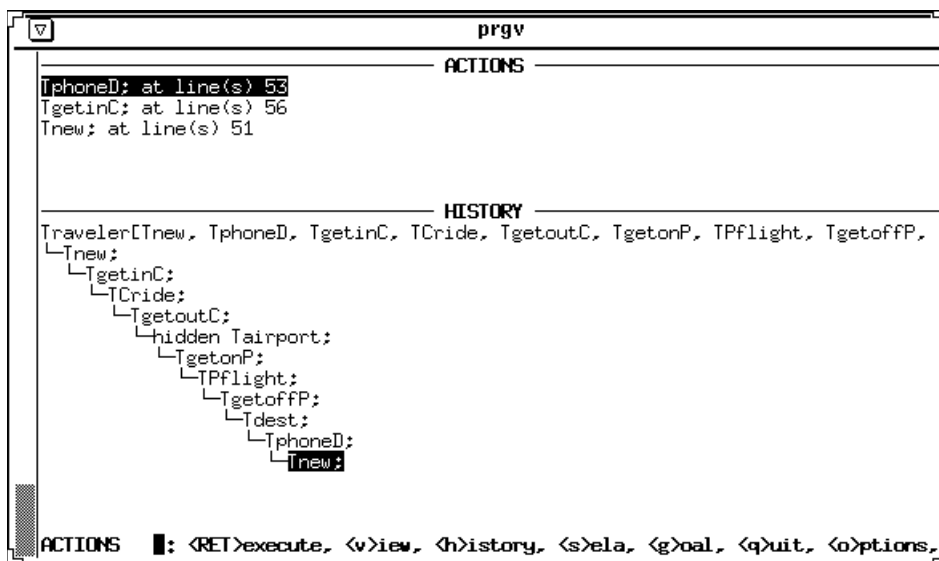 prgv
ACTIONS
TphoneD; at line(s) 53
TgetinC; at line(s) 56
Tnew; at line(s) 51
HISTORY
Traveler[Tnew, TphoneD, TgetinC, TCride, TgetoutC, TgetonP, TPflight, TgetoffP,
Tnew;
TgetinC;
TCride;
TgetoutC;
hidden Tairport;
TgetonP;
TPflight;
TgetoffP;
Tdest;
TphoneD;
Tnew;
ACTIONS : <RET>execute, <v>iew, <h>istory, <s>ela, <g>oal, <q>uit, <o>ptions,